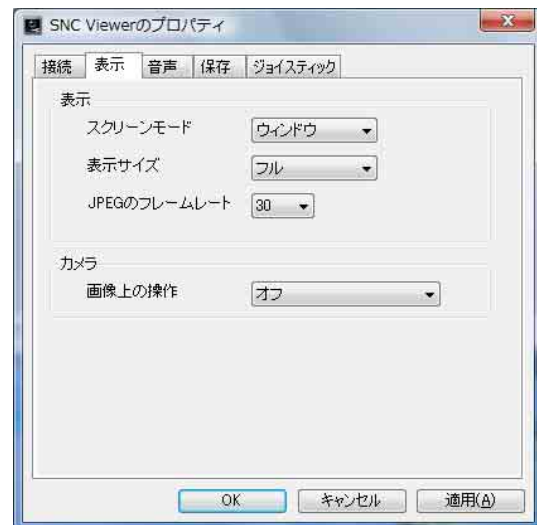 SNC Viewerのプロパティ
接続 表示 音声 保存 ジョイスティック
表示
スクリーンモード ウィンドウ
表示サイズ フル
JPEGのフレームレート 30
カメラ
画像上の操作 オフ
OK キャンセル 適用(A)